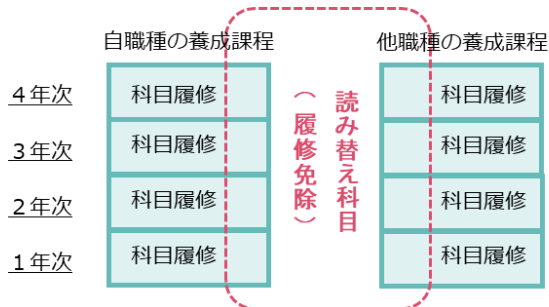 自職種の養成課程
他職種の養成課程
４年次
科目履修
科目履修
３年次
科目履修
科目履修
２年次
科目履修
科目履修
１年次
科目履修
科目履修
読み替え科目
（履修免除）